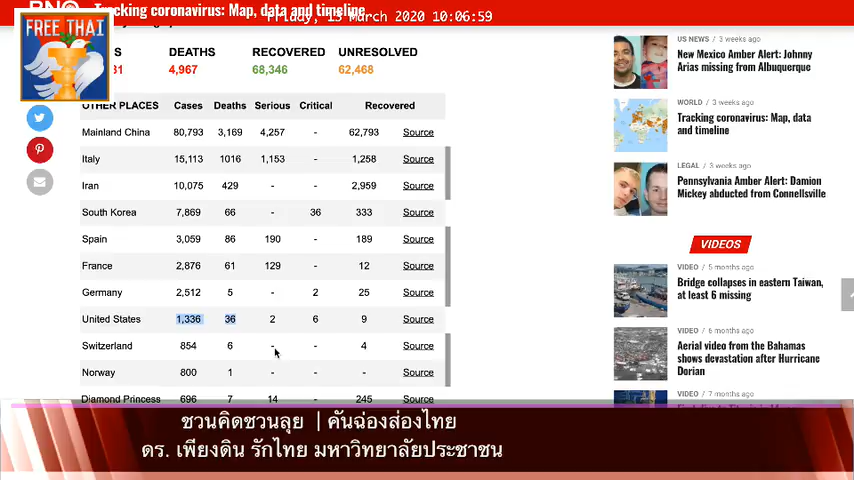 BNO Tracking coronavirus: Map, data and timeline
Friday, 13 March 2020 10:06:59
FREE THAI
S DEATHS RECOVERED UNRESOLVED
31 4,967 68,346 62,468
OTHER PLACES Cases Deaths Serious Critical Recovered
Mainland China 80,793 3,169 4,257 - 62,793 Source
Italy 15,113 1016 1,153 - 1,258 Source
Iran 10,075 429 - - 2,959 Source
South Korea 7,869 66 - 36 333 Source
Spain 3,059 86 190 - 189 Source
France 2,876 61 129 - 12 Source
Germany 2,512 5 - 2 25 Source
United States 1,336 36 2 6 9 Source
Switzerland 854 6 - - 4 Source
Norway 800 1 - - - Source
Diamond Princess 696 7 14 - 245 Source
US NEWS / 3 weeks ago
New Mexico Amber Alert: Johnny
Arias missing from Albuquerque
WORLD / 3 weeks ago
Tracking coronavirus: Map, data
and timeline
LEGAL / 3 weeks ago
Pennsylvania Amber Alert: Damion
Mickey abducted from Connellsville
VIDEOS
VIDEO / 5 months ago
Bridge collapses in eastern Taiwan,
at least 6 missing
VIDEO / 6 months ago
Aerial video from the Bahamas
shows devastation after Hurricane
Dorian
VIDEO / 7 months ago
ชวนคิดชวนลุย | คันฉ่องส่องไทย
ดร. เพียงดิน รักไทย มหาวิทยาลัยประชาชน